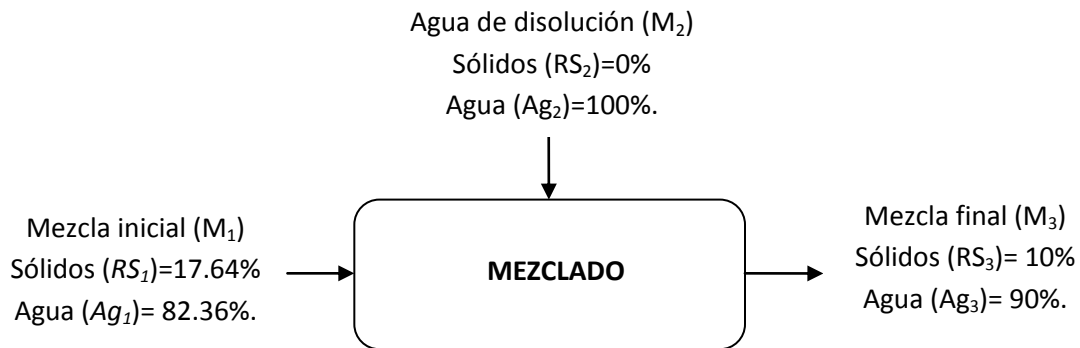 Agua de disolución (M₂)
Sólidos (RS₂)=0%
Agua (Ag₂)=100%.
Mezcla inicial (M₁)
Sólidos (RS₁)=17.64%
Agua (Ag₁)= 82.36%.
MEZCLADO
Mezcla final (M₃)
Sólidos (RS₃)= 10%
Agua (Ag₃)= 90%.